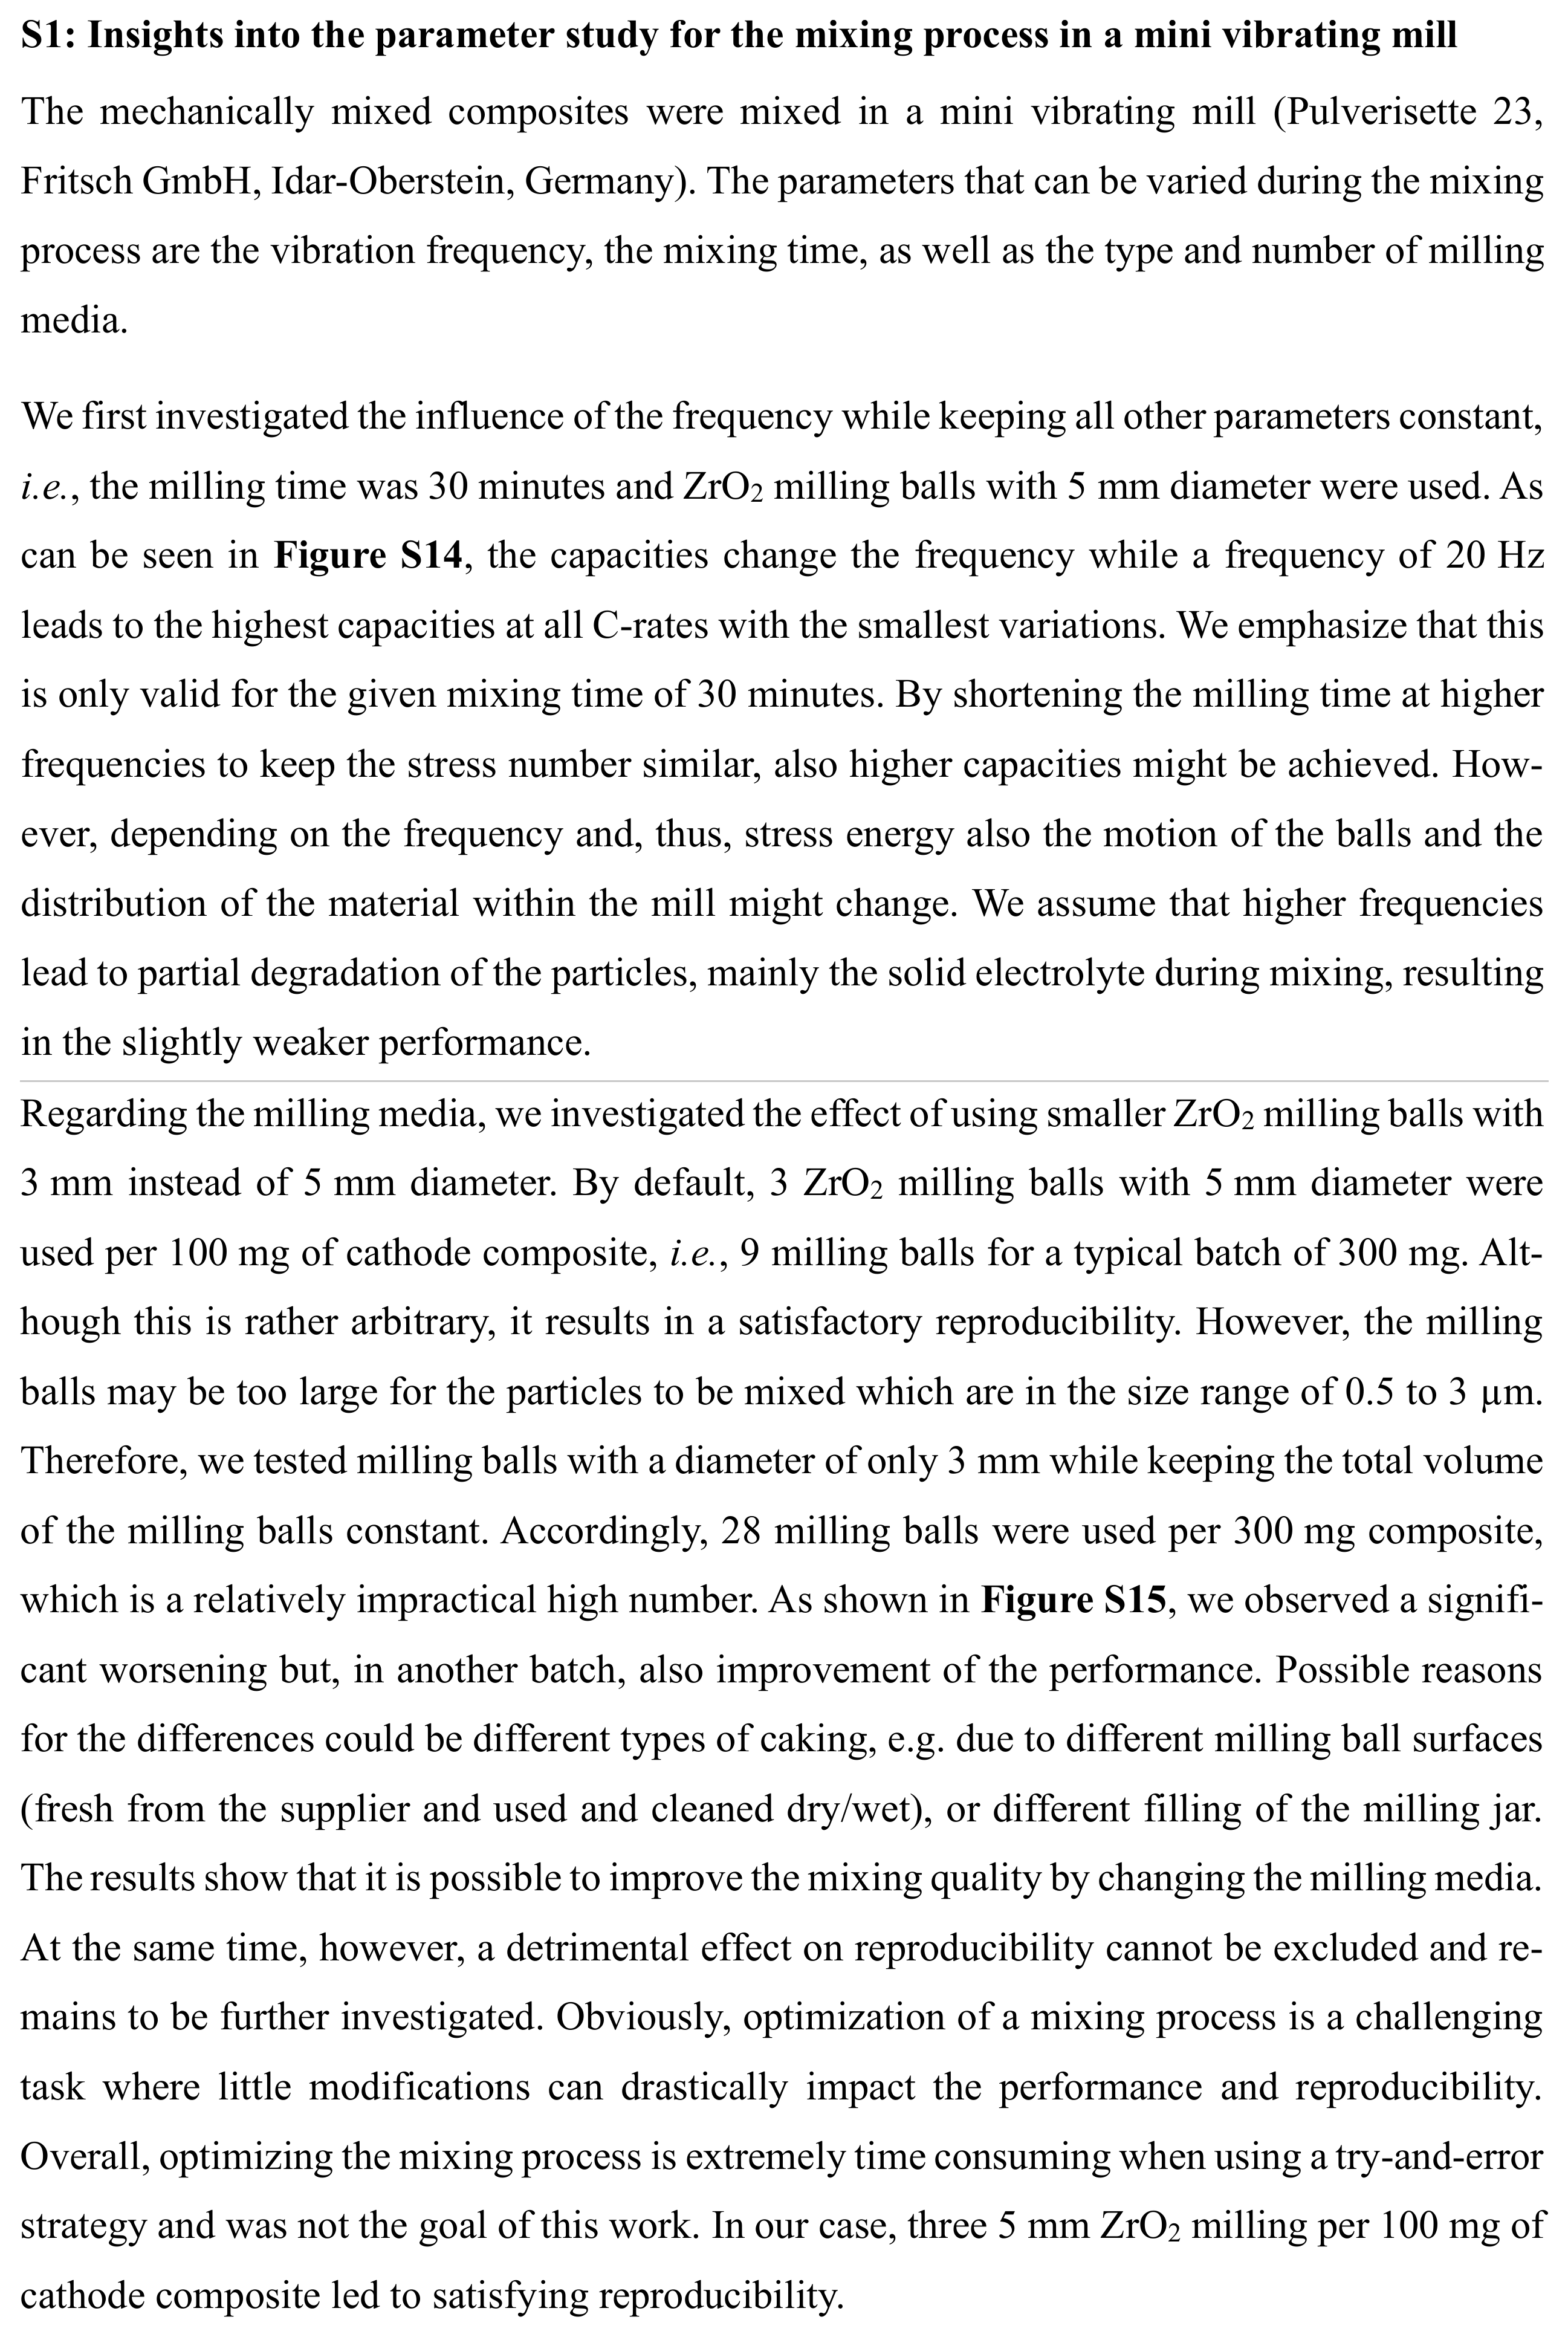 S1: Insights into the parameter study for the mixing process in a mini vibrating mill
The mechanically mixed composites were mixed in a mini vibrating mill (Pulverisette 23,
Fritsch GmbH, Idar-Oberstein, Germany). The parameters that can be varied during the mixing
process are the vibration frequency, the mixing time, as well as the type and number of milling
media.
We first investigated the influence of the frequency while keeping all other parameters constant,
i.e., the milling time was 30 minutes and ZrO₂ milling balls with 5 mm diameter were used. As
can be seen in Figure S14, the capacities change the frequency while a frequency of 20 Hz
leads to the highest capacities at all C-rates with the smallest variations. We emphasize that this
is only valid for the given mixing time of 30 minutes. By shortening the milling time at higher
frequencies to keep the stress number similar, also higher capacities might be achieved. How-
ever, depending on the frequency and, thus, stress energy also the motion of the balls and the
distribution of the material within the mill might change. We assume that higher frequencies
lead to partial degradation of the particles, mainly the solid electrolyte during mixing, resulting
in the slightly weaker performance.
Regarding the milling media, we investigated the effect of using smaller ZrO₂ milling balls with
3 mm instead of 5 mm diameter. By default, 3 ZrO₂ milling balls with 5 mm diameter were
used per 100 mg of cathode composite, i.e., 9 milling balls for a typical batch of 300 mg. Alt-
hough this is rather arbitrary, it results in a satisfactory reproducibility. However, the milling
balls may be too large for the particles to be mixed which are in the size range of 0.5 to 3 µm.
Therefore, we tested milling balls with a diameter of only 3 mm while keeping the total volume
of the milling balls constant. Accordingly, 28 milling balls were used per 300 mg composite,
which is a relatively impractical high number. As shown in Figure S15, we observed a signifi-
cant worsening but, in another batch, also improvement of the performance. Possible reasons
for the differences could be different types of caking, e.g. due to different milling ball surfaces
(fresh from the supplier and used and cleaned dry/wet), or different filling of the milling jar.
The results show that it is possible to improve the mixing quality by changing the milling media.
At the same time, however, a detrimental effect on reproducibility cannot be excluded and re-
mains to be further investigated. Obviously, optimization of a mixing process is a challenging
task where little modifications can drastically impact the performance and reproducibility.
Overall, optimizing the mixing process is extremely time consuming when using a try-and-error
strategy and was not the goal of this work. In our case, three 5 mm ZrO₂ milling per 100 mg of
cathode composite led to satisfying reproducibility.